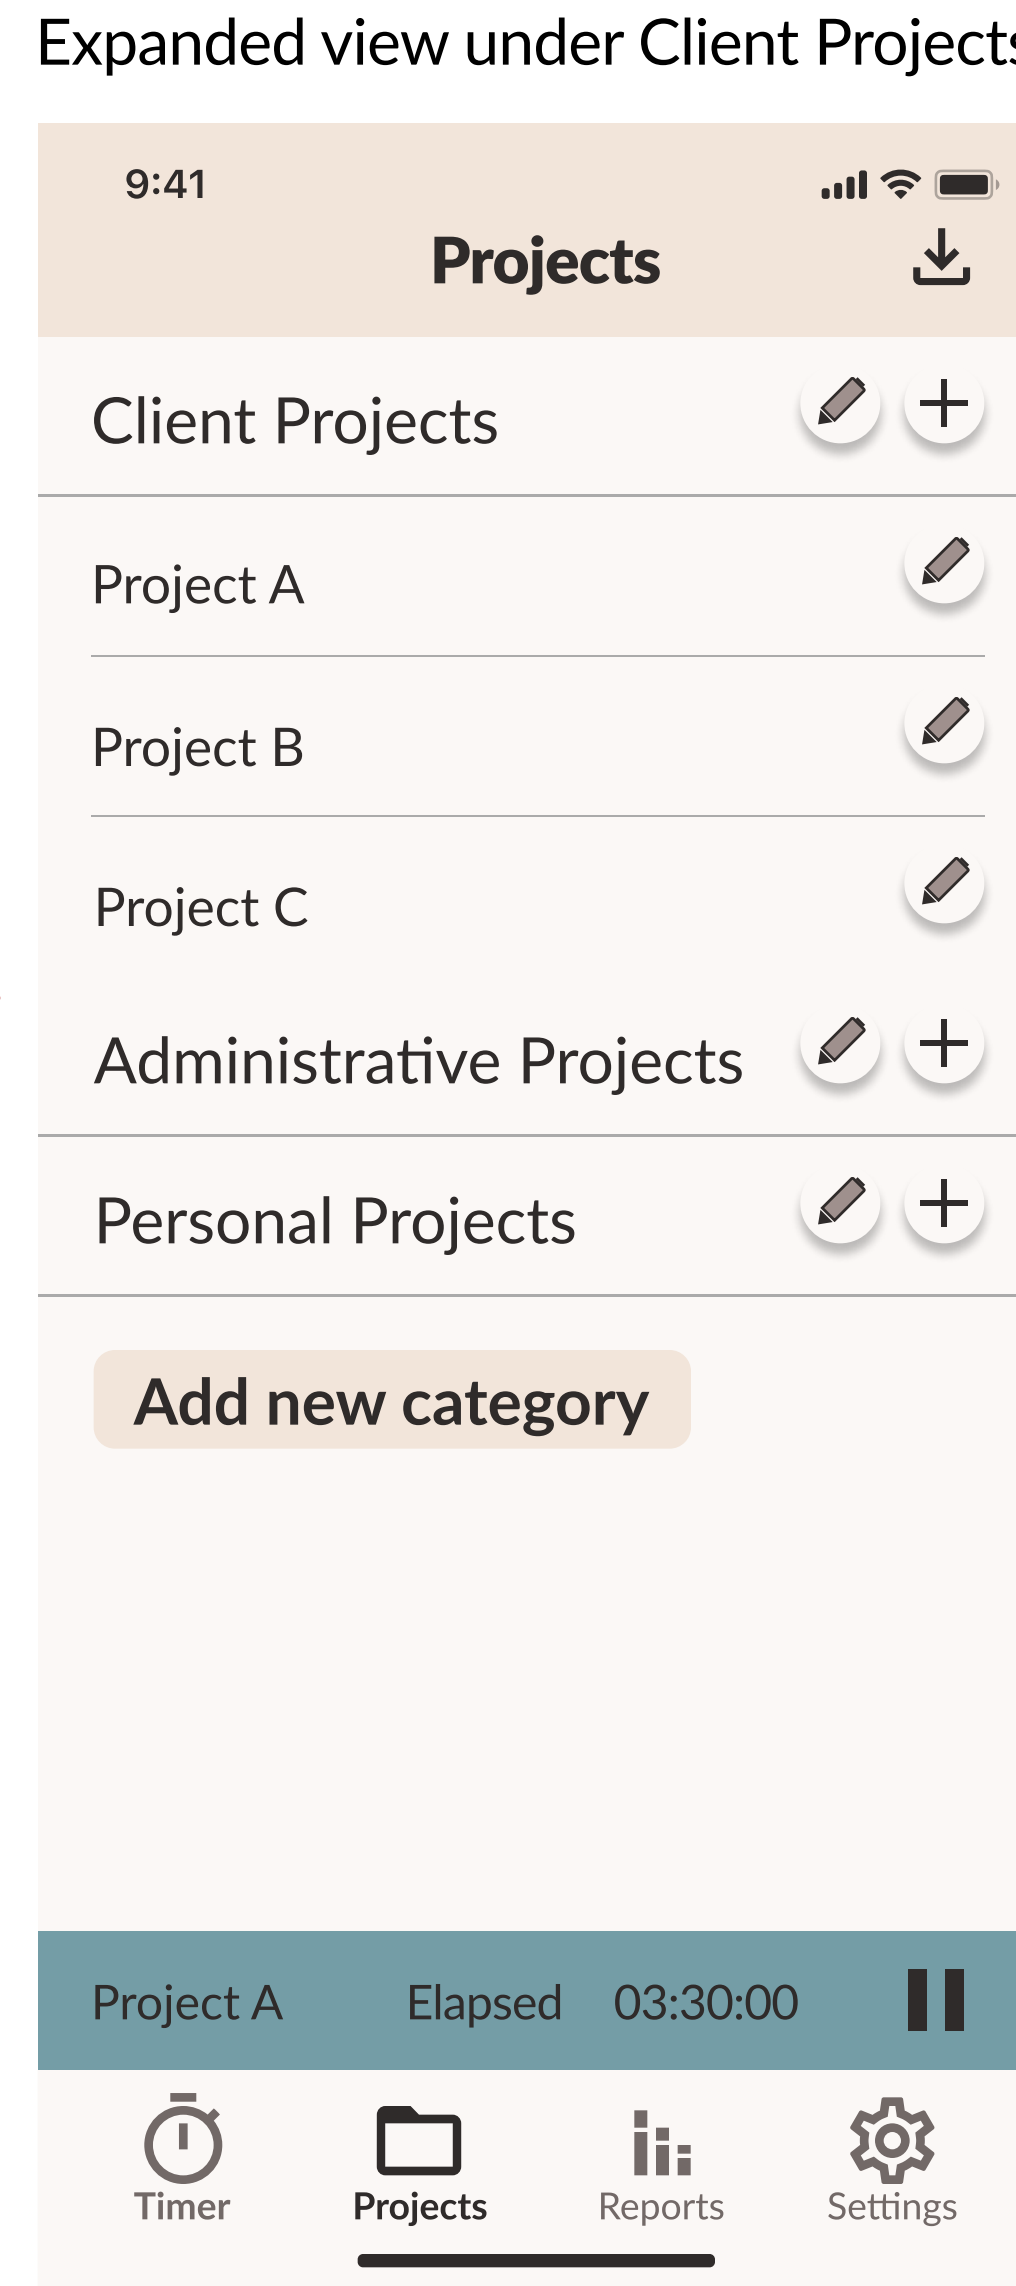 Expanded view under Client Projects
9:41
Projects
Client Projects
Project A
Project B
Project C
Administrative Projects
Personal Projects
Add new category
Project A Elapsed 03:30:00
Timer Projects Reports Settings